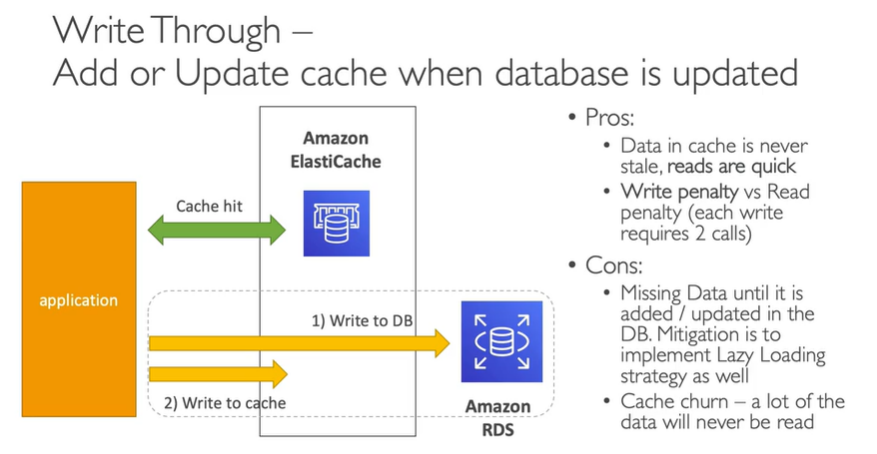 Write Through –
Add or Update cache when database is updated
Amazon
ElastiCache
Cache hit
application
1) Write to DB
2) Write to cache
Amazon
RDS
• Pros:
• Data in cache is never
stale, reads are quick
• Write penalty vs Read
penalty (each write
requires 2 calls)
• Cons:
• Missing Data until it is
added / updated in the
DB. Mitigation is to
implement Lazy Loading
strategy as well
• Cache churn – a lot of the
data will never be read